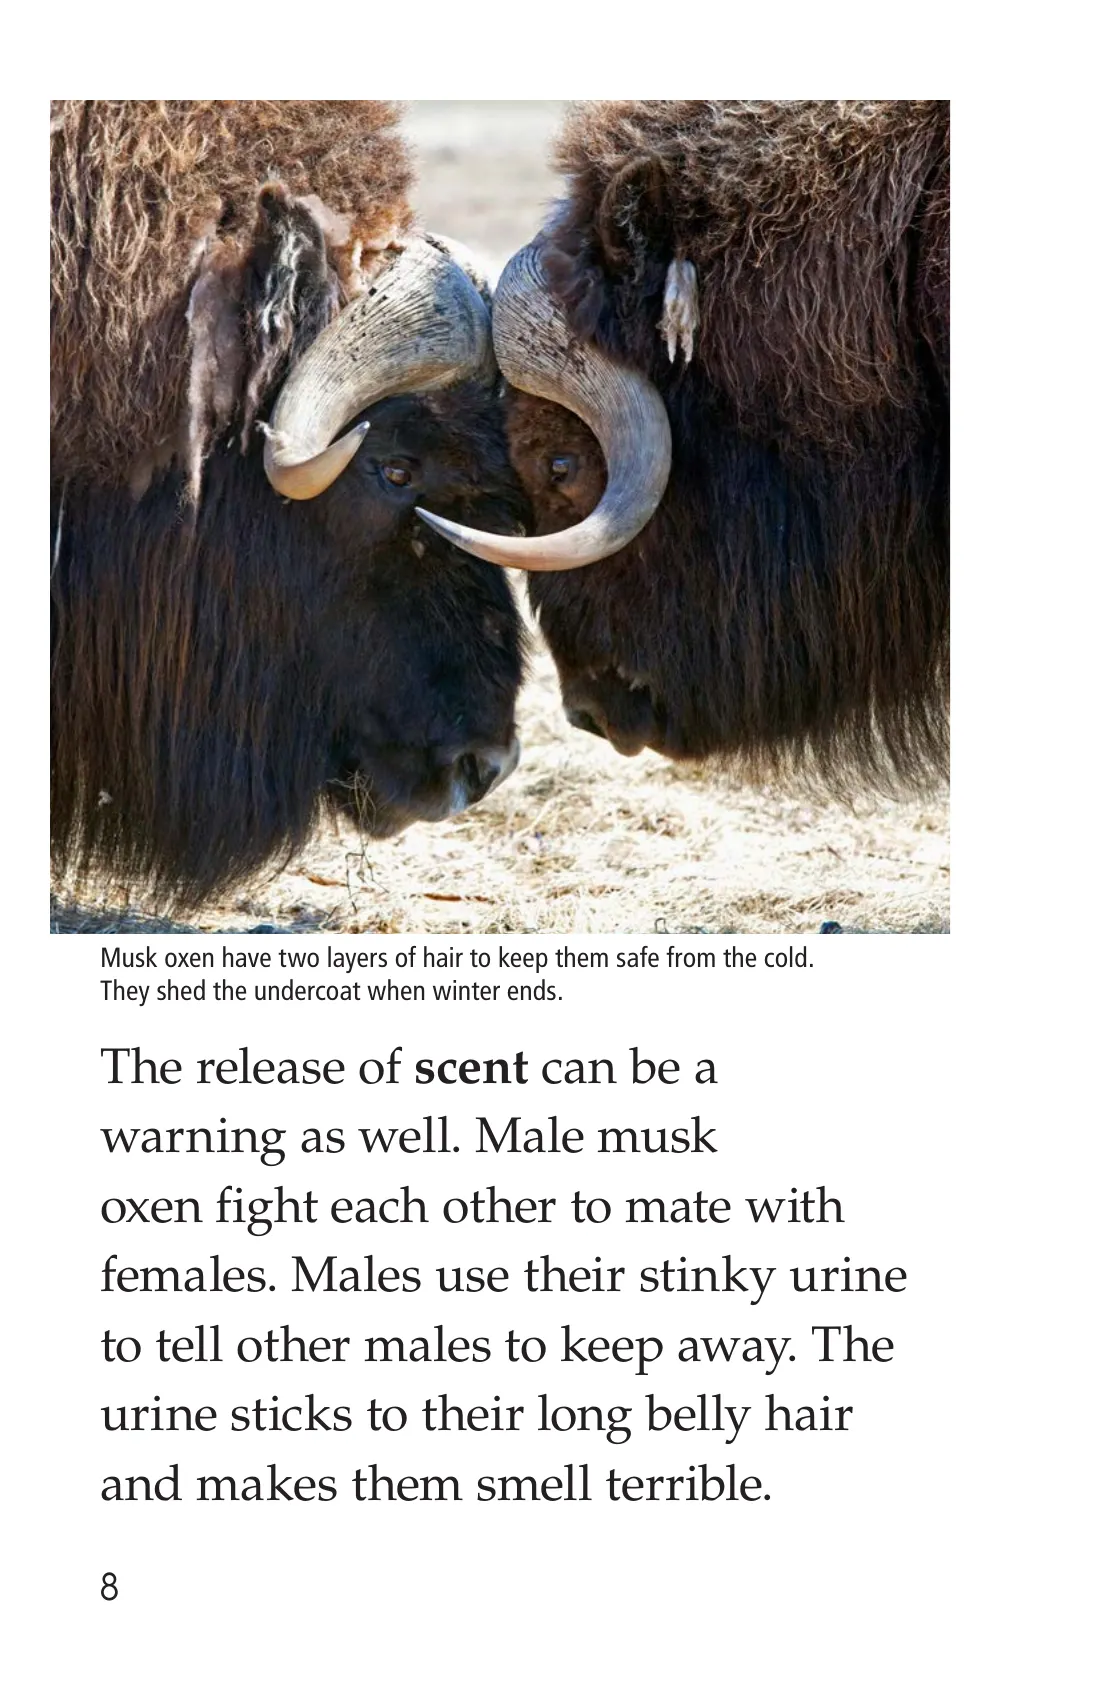 Musk oxen have two layers of hair to keep them safe from the cold.
They shed the undercoat when winter ends.
The release of scent can be a
warning as well. Male musk
oxen fight each other to mate with
females. Males use their stinky urine
to tell other males to keep away. The
urine sticks to their long belly hair
and makes them smell terrible.
8